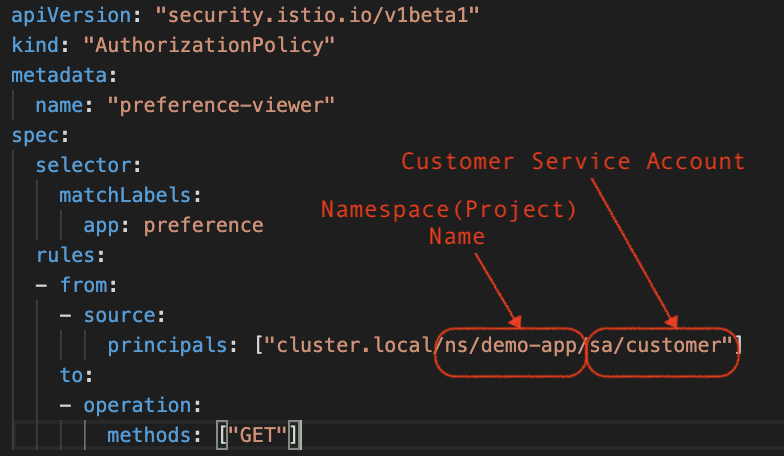 apiVersion: "security.istio.io/v1beta1"
kind: "AuthorizationPolicy"
metadata:
  name: "preference-viewer"
spec:
  selector:
    matchLabels:
      app: preference
  rules:
  - from:
    - source:
        principals: ["cluster.local/ns/demo-app/sa/customer"]
    to:
    - operation:
        methods: ["GET"]
Customer Service Account
Namespace(Project)
Name